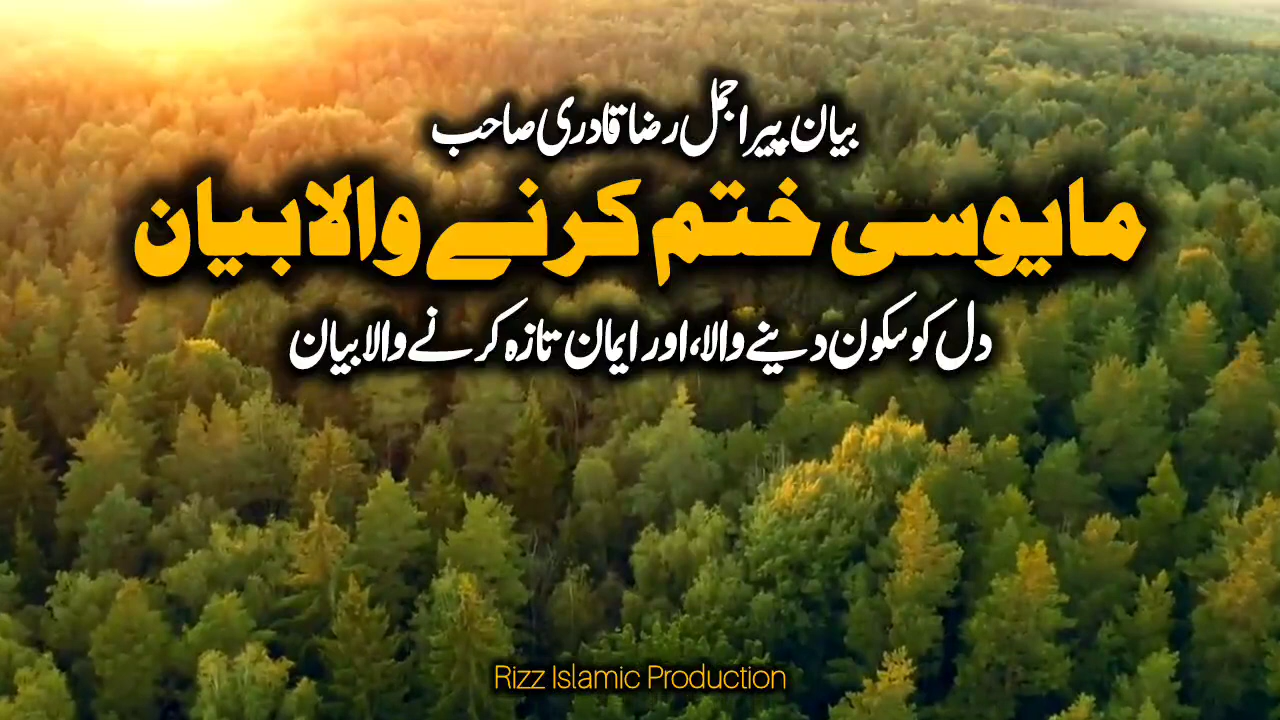 بیان پیر اجمل رضا قادری صاحب
مایوسی ختم کرنے والا بیان
دل کو سکون دینے والا، اور ایمان تازہ کرنے والا بیان
Rizz Islamic Production